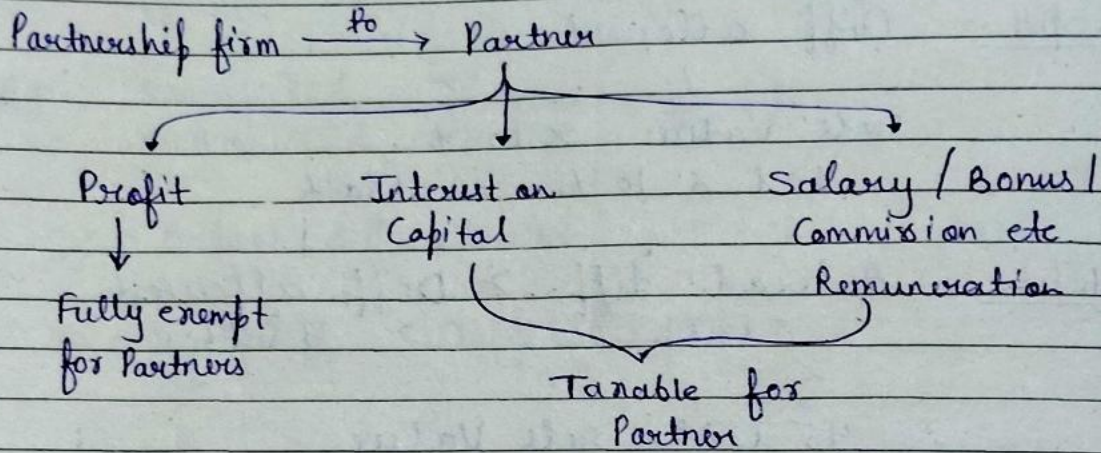 Partnership firm to Partner
Profit
Interest on
Capital
Salary / Bonus /
Commission etc
Remuneration
Fully exempt
for Partners
Taxable for
Partner